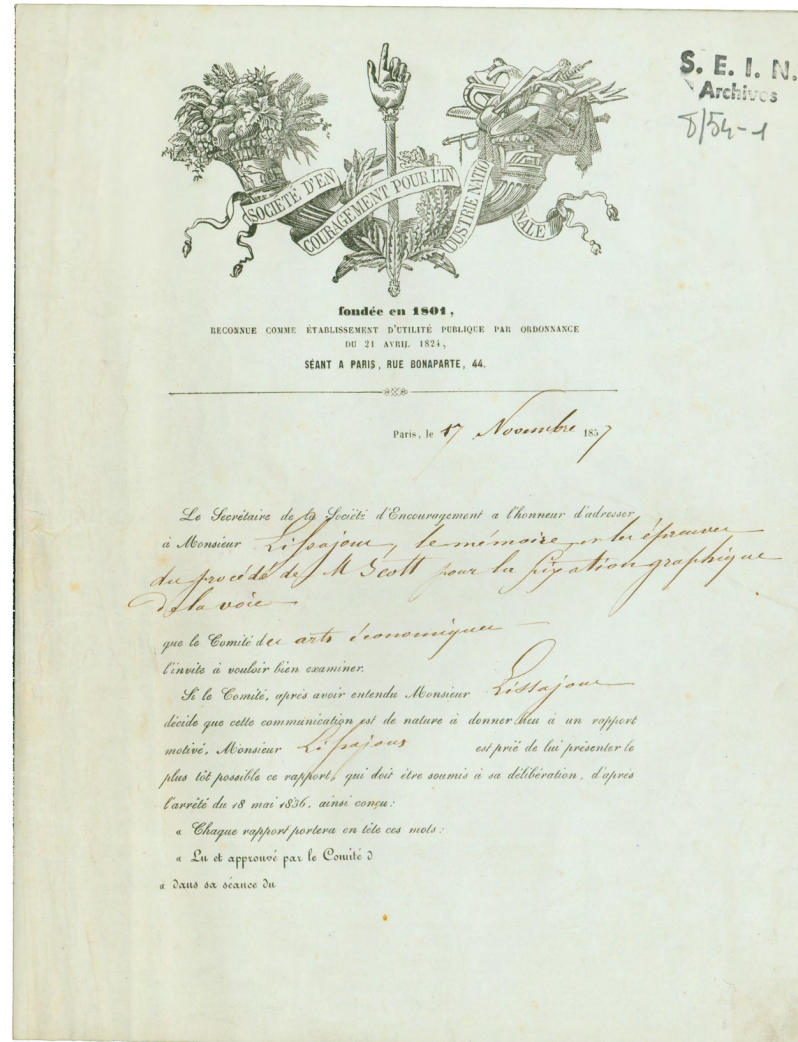 S. E. I. N.
Archives
8/54-1
SOCIÉTÉ D'EN
COURAGEMENT POUR L'IN
DUSTRIE NATIO
NALE
fondée en 1801,
RECONNUE COMME ÉTABLISSEMENT D'UTILITÉ PUBLIQUE PAR ORDONNANCE
DU 21 AVRIL 1824,
SÉANT A PARIS, RUE BONAPARTE, 44.
Paris, le 17 Novembre 1857
Le Secrétaire de la Société d'Encouragement a l'honneur d'adresser
à Monsieur Lissajous, le mémoire et les épreuves
du procédé de M Scott pour la fixation graphique
de la voie
que le Comité des arts économiques
l'invite à vouloir bien examiner.
Si le Comité, après avoir entendu Monsieur Lissajous
décide que cette communication est de nature à donner lieu à un rapport
motivé, Monsieur Lissajous est prié de lui présenter le
plus tôt possible ce rapport, qui doit être soumis à sa délibération, d'après
l'arrêté du 18 mai 1836, ainsi conçu :
« Chaque rapport portera en tête ces mots :
« Lu et approuvé par le Comité d
« dans sa séance du